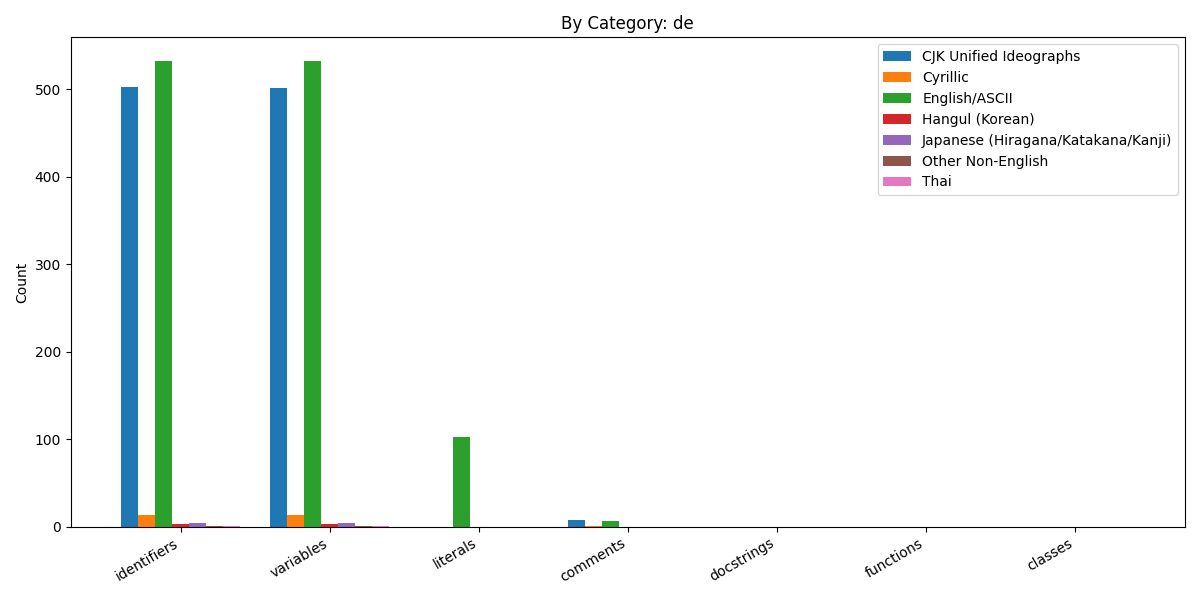 By Category: de
CJK Unified Ideographs
Cyrillic
English/ASCII
Hangul (Korean)
Japanese (Hiragana/Katakana/Kanji)
Other Non-English
Thai
Count
500
400
300
200
100
0
identifiers
variables
literals
comments
docstrings
functions
classes